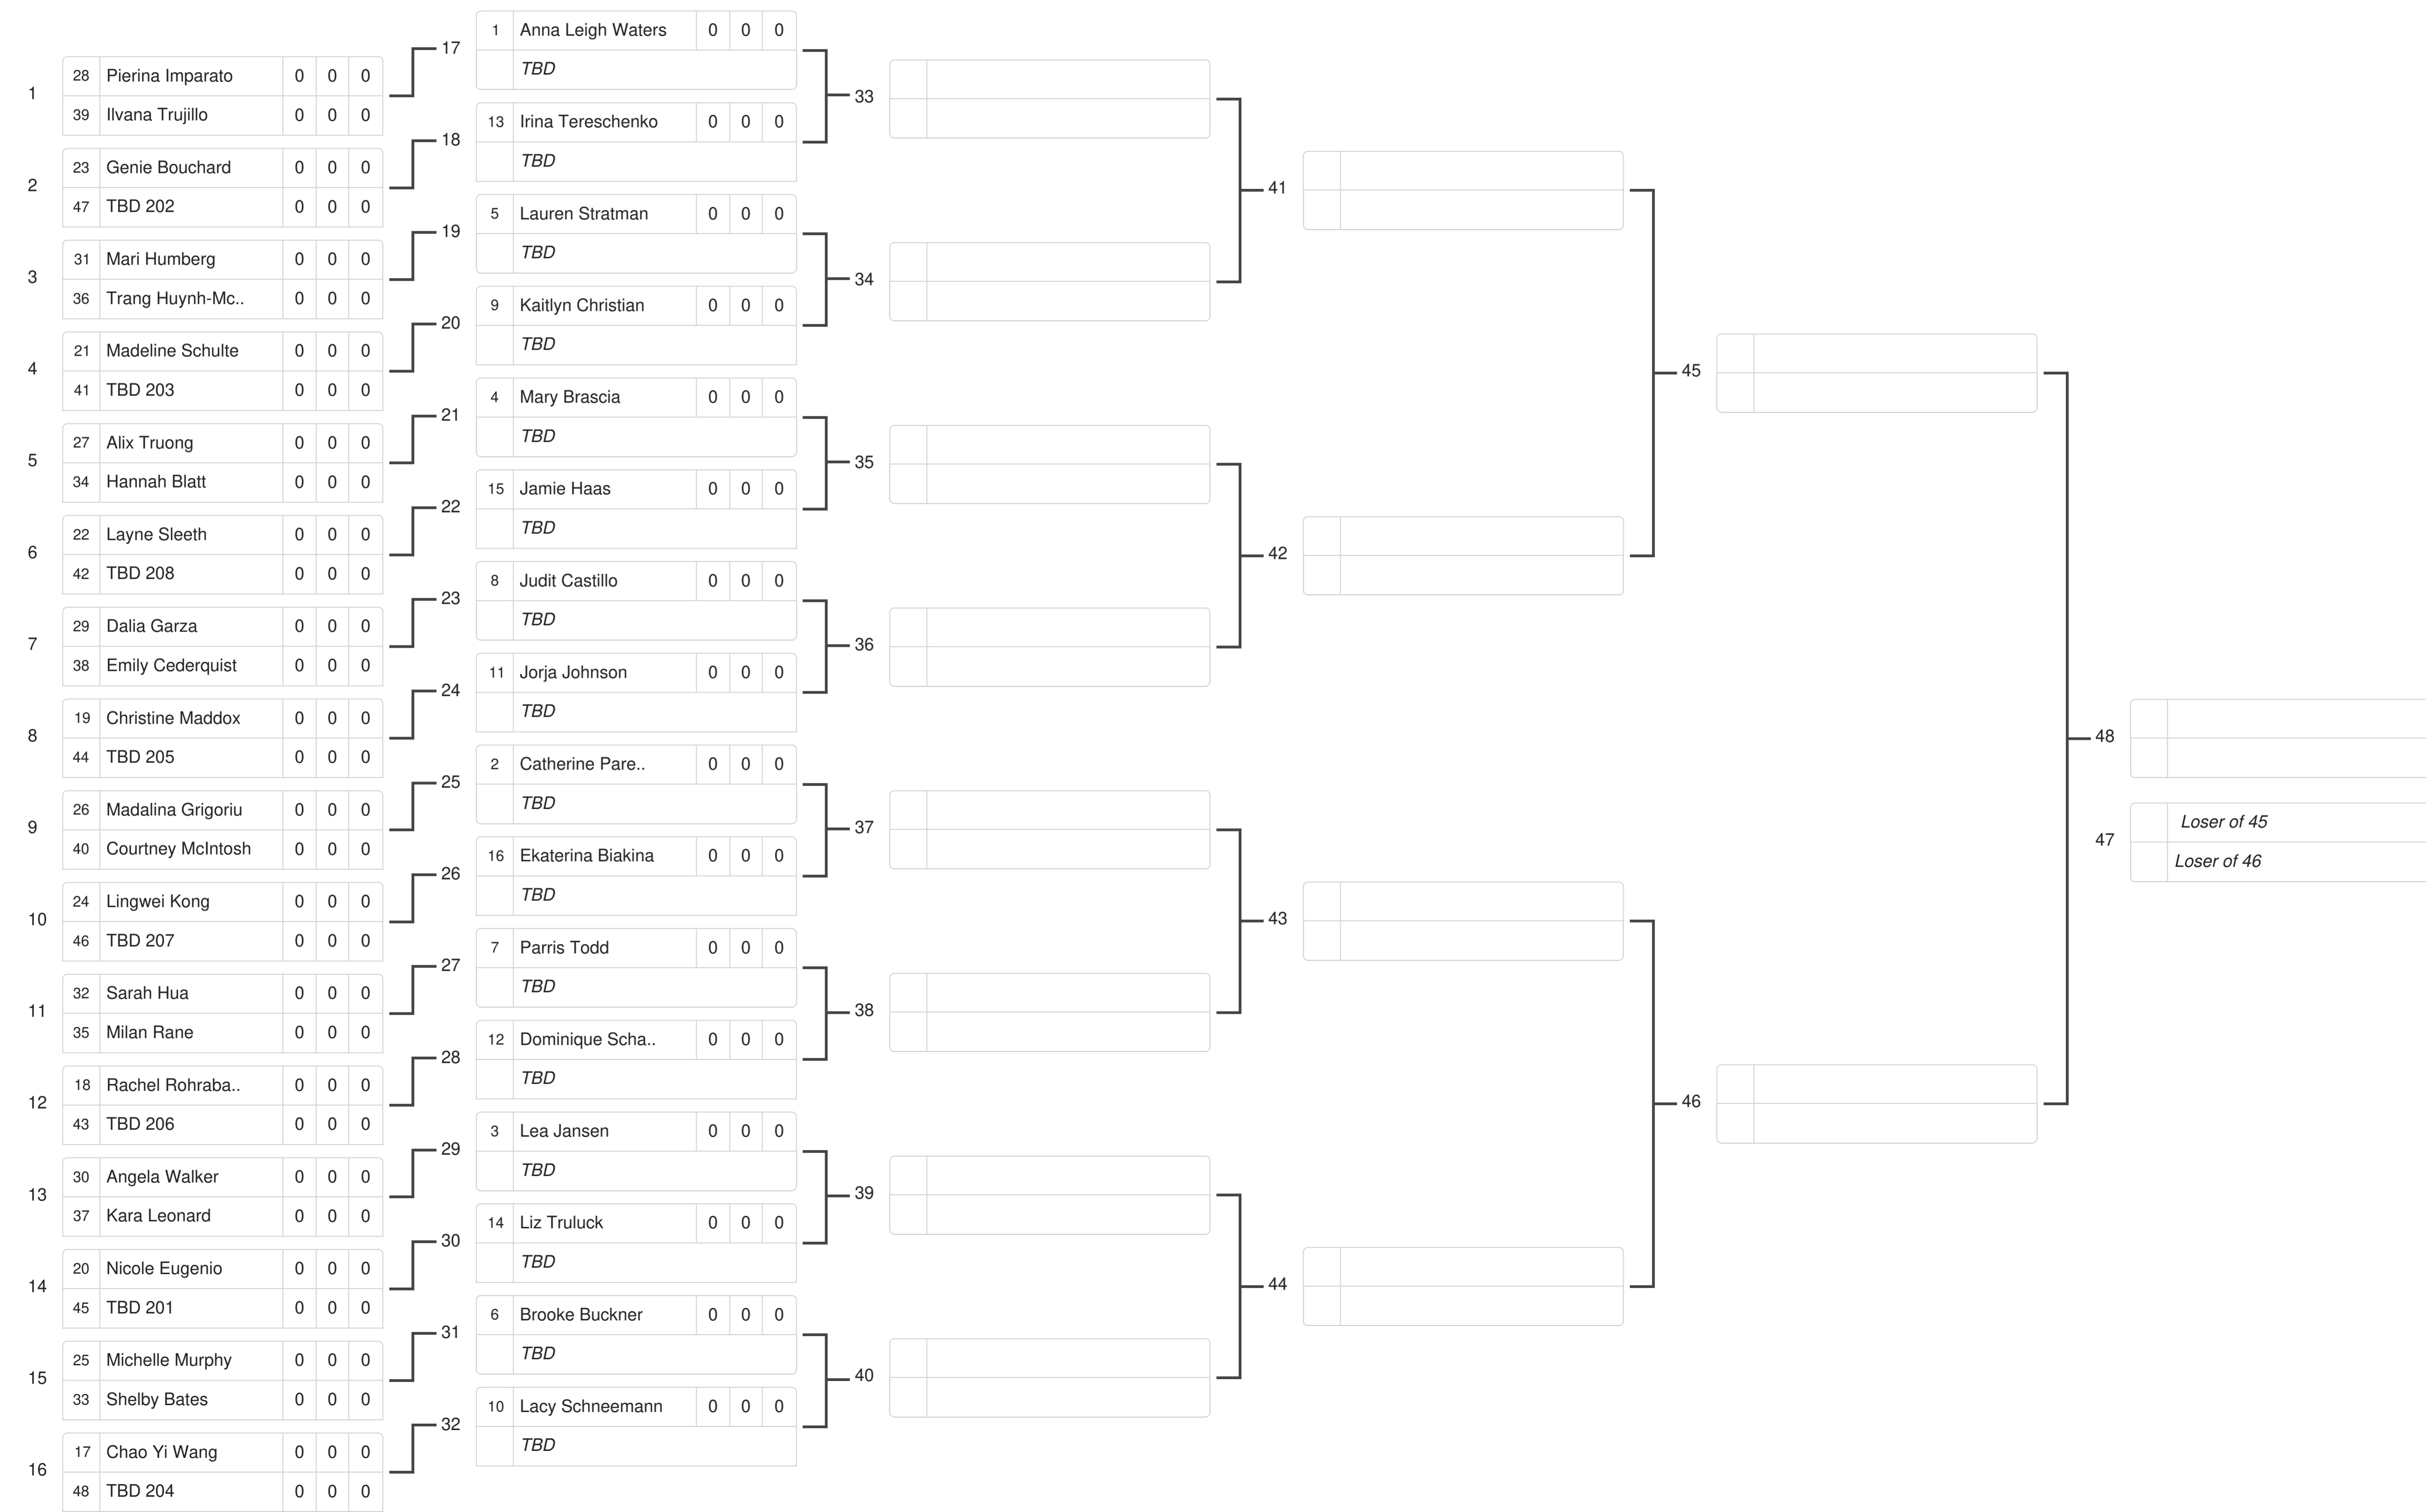 1
28 Pierina Imparato 0 0 0
39 Ilvana Trujillo 0 0 0
2
23 Genie Bouchard 0 0 0
47 TBD 202 0 0 0
3
31 Mari Humberg 0 0 0
36 Trang Huynh-Mc.. 0 0 0
4
21 Madeline Schulte 0 0 0
41 TBD 203 0 0 0
5
27 Alix Truong 0 0 0
34 Hannah Blatt 0 0 0
6
22 Layne Sleeth 0 0 0
42 TBD 208 0 0 0
7
29 Dalia Garza 0 0 0
38 Emily Cederquist 0 0 0
8
19 Christine Maddox 0 0 0
44 TBD 205 0 0 0
9
26 Madalina Grigoriu 0 0 0
40 Courtney McIntosh 0 0 0
10
24 Lingwei Kong 0 0 0
46 TBD 207 0 0 0
11
32 Sarah Hua 0 0 0
35 Milan Rane 0 0 0
12
18 Rachel Rohraba.. 0 0 0
43 TBD 206 0 0 0
13
30 Angela Walker 0 0 0
37 Kara Leonard 0 0 0
14
20 Nicole Eugenio 0 0 0
45 TBD 201 0 0 0
15
25 Michelle Murphy 0 0 0
33 Shelby Bates 0 0 0
16
17 Chao Yi Wang 0 0 0
48 TBD 204 0 0 0
17
1 Anna Leigh Waters 0 0 0
TBD
18
13 Irina Tereschenko 0 0 0
TBD
19
5 Lauren Stratman 0 0 0
TBD
20
9 Kaitlyn Christian 0 0 0
TBD
21
4 Mary Brascia 0 0 0
TBD
22
15 Jamie Haas 0 0 0
TBD
23
8 Judit Castillo 0 0 0
TBD
24
11 Jorja Johnson 0 0 0
TBD
25
2 Catherine Pare.. 0 0 0
TBD
26
16 Ekaterina Biakina 0 0 0
TBD
27
7 Parris Todd 0 0 0
TBD
28
12 Dominique Scha.. 0 0 0
TBD
29
3 Lea Jansen 0 0 0
TBD
30
14 Liz Truluck 0 0 0
TBD
31
6 Brooke Buckner 0 0 0
TBD
32
10 Lacy Schneemann 0 0 0
TBD
33
34
35
36
37
38
39
40
41
42
43
44
45
46
48
47
Loser of 45
Loser of 46